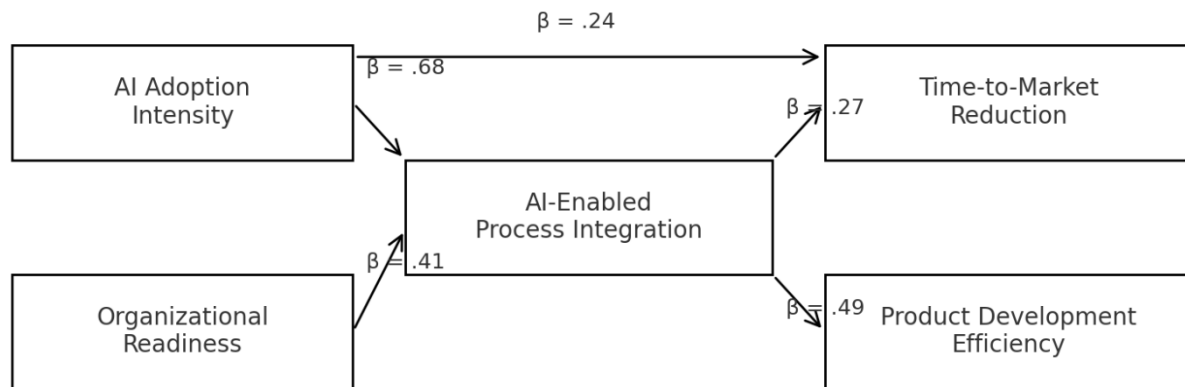 β = .24
AI Adoption
Intensity
β = .68
Time-to-Market
Reduction
β = .27
AI-Enabled
Process Integration
β = .41
Organizational
Readiness
β = .49
Product Development
Efficiency